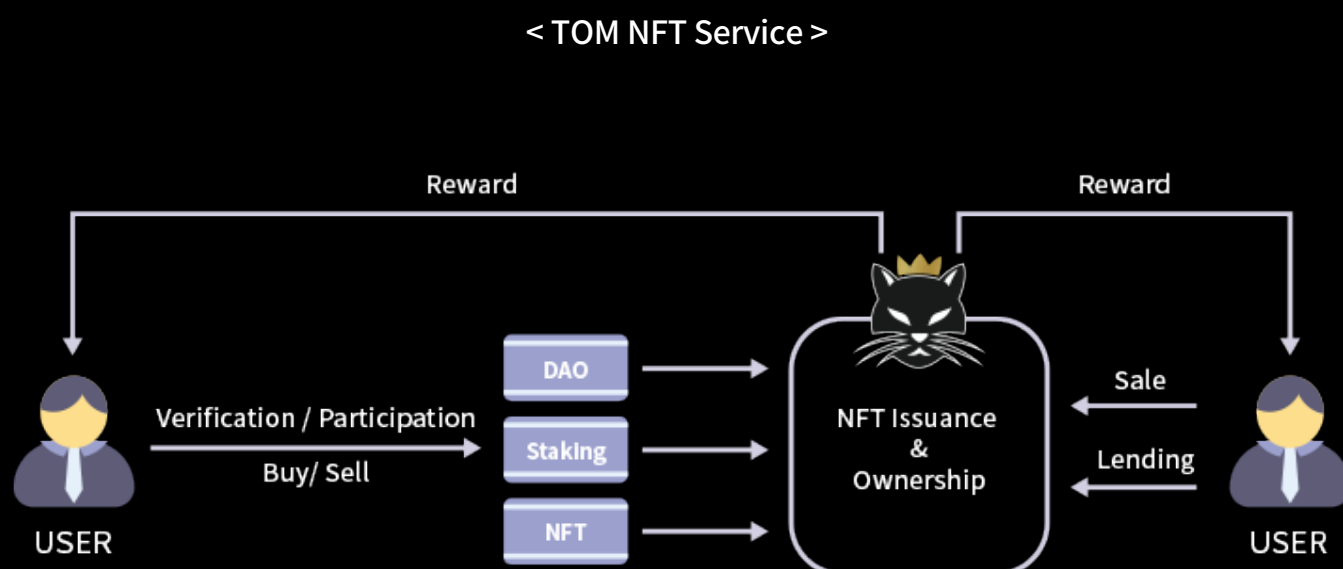 < TOM NFT Service >
Reward
Reward
DAO
Verification / Participation
Buy/ Sell
Staking
NFT
NFT Issuance
&
Ownership
Sale
Lending
USER
USER